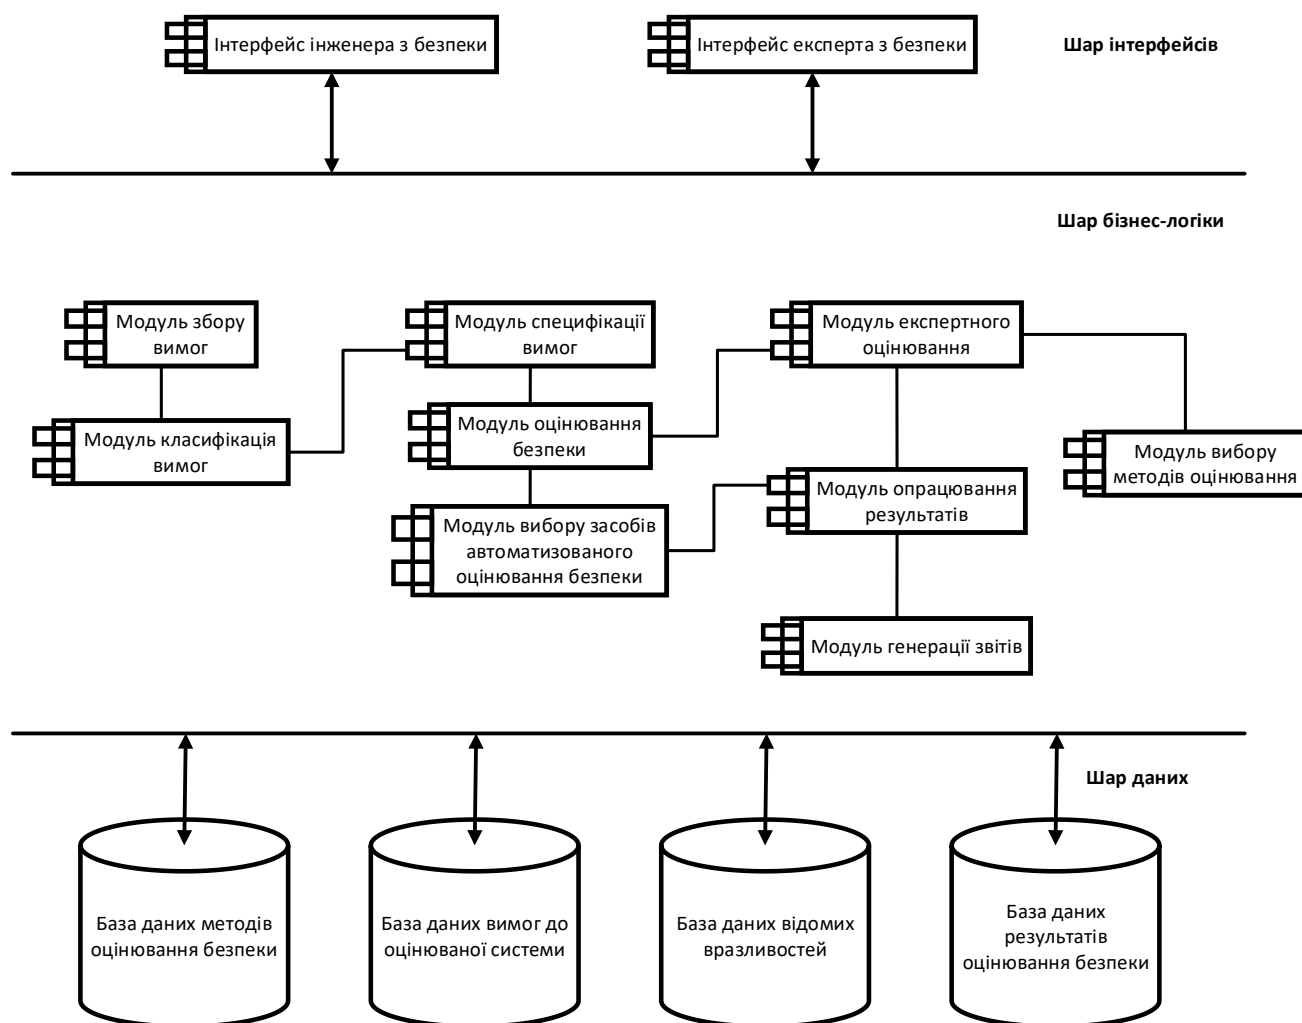 Інтерфейс інженера з безпеки
Інтерфейс експерта з безпеки
Шар інтерфейсів
Шар бізнес-логіки
Модуль збору
вимог
Модуль специфікації
вимог
Модуль експертного
оцінювання
Модуль класифікація
вимог
Модуль оцінювання
безпеки
Модуль вибору
методів оцінювання
Модуль вибору засобів
автоматизованого
оцінювання безпеки
Модуль опрацювання
результатів
Модуль генерації звітів
Шар даних
База даних методів
оцінювання безпеки
База даних вимог до
оцінюваної системи
База даних відомих
вразливостей
База даних
результатів
оцінювання безпеки